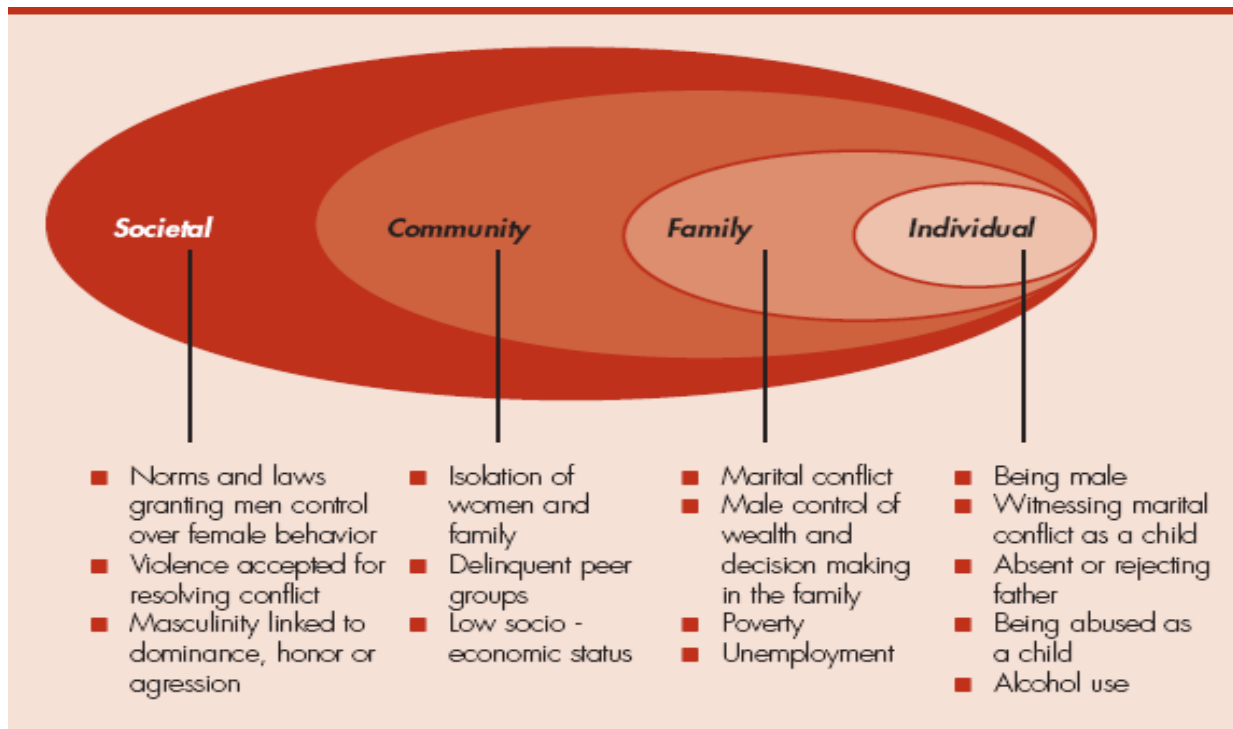 Societal
Community
Family
Individual
Norms and laws
granting men control
over female behavior
Violence accepted for
resolving conflict
Masculinity linked to
dominance, honor or
agression
Isolation of
women and
family
Delinquent peer
groups
Low socio -
economic status
Marital conflict
Male control of
wealth and
decision making
in the family
Poverty
Unemployment
Being male
Witnessing marital
conflict as a child
Absent or rejecting
father
Being abused as
a child
Alcohol use